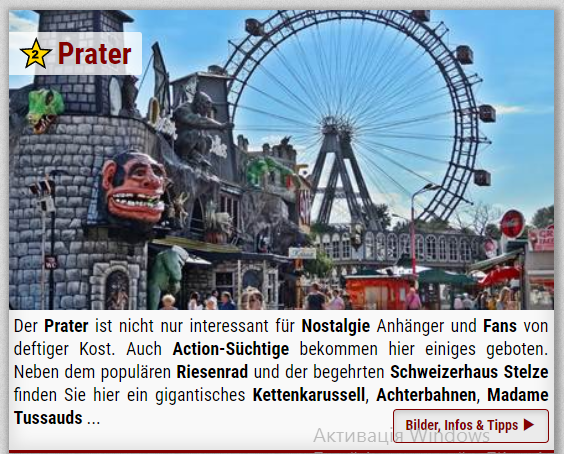 2 Prater
Der Prater ist nicht nur interessant für Nostalgie Anhänger und Fans von
deftiger Kost. Auch Action-Süchtige bekommen hier einiges geboten.
Neben dem populären Riesenrad und der begehrten Schweizerhaus Stelze
finden Sie hier ein gigantisches Kettenkarussell, Achterbahnen, Madame
Tussauds ...
Bilder, Infos & Tipps ▶
Активація Windows